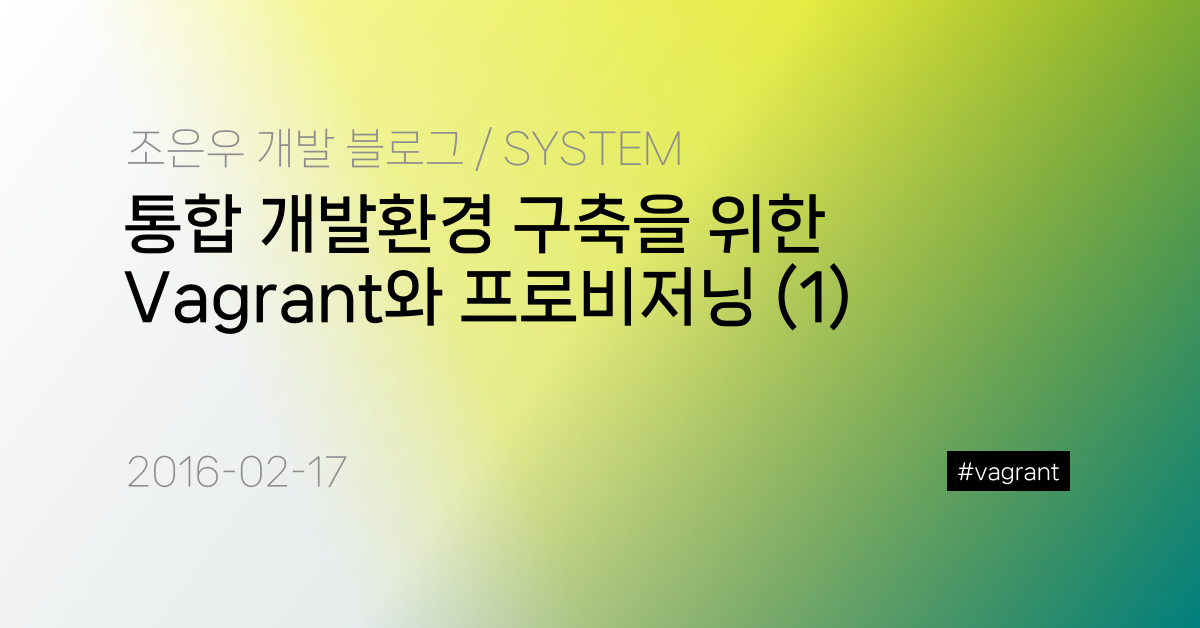 조은우 개발 블로그 / SYSTEM
통합 개발환경 구축을 위한
Vagrant와 프로비저닝 (1)
2016-02-17
#vagrant